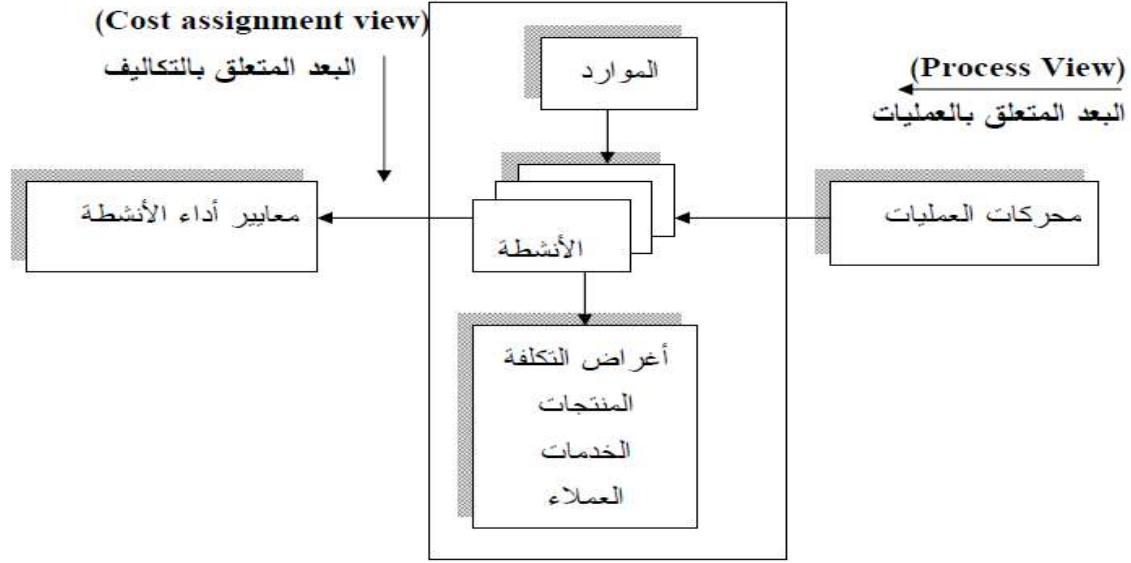 (Cost assignment view)
البعد المتعلق بالتكاليف
الموارد
(Process View)
البعد المتعلق بالعمليات
محركات العمليات
الأنشطة
معايير أداء الأنشطة
أغراض التكلفة
المنتجات
الخدمات
العملاء